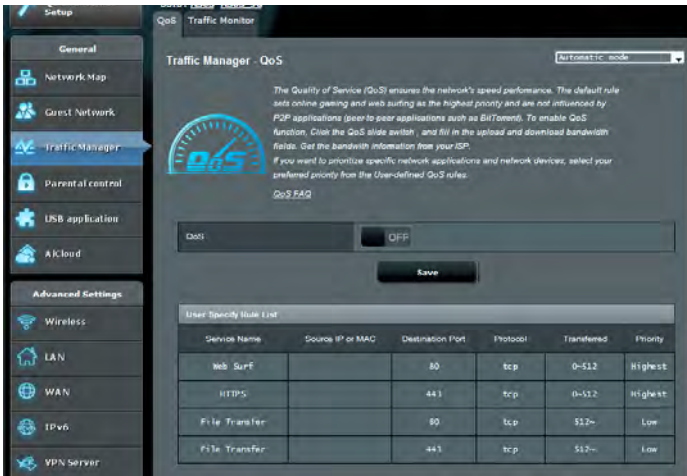 Setup
QoS Traffic Monitor
General
Network Map
Guest Network
Traffic Manager
Parental control
USB application
AiCloud
Advanced Settings
Wireless
LAN
WAN
IPv6
VPN Server
Traffic Manager - QoS
Automatic mode
The Quality of Service (QoS) ensures the network's speed performance. The default rule
sets online gaming and web surfing as the highest priority and are not influenced by
P2P applications (peer-to-peer applications such as BitTorrent). To enable QoS
function, Click the QoS slide switch , and fill in the upload and download bandwidth
fields. Get the bandwith information from your ISP.
If you want to prioritize specific network applications and network devices, select your
preferred priority from the User-defined QoS rules.
QoS FAQ
QoS
QoS OFF
Save
User Specify Rule List
Service Name Source IP or MAC Destination Port Protocol Transferred Priority
Web Surf 80 tcp 0~512 Highest
HTTPS 443 tcp 0~512 Highest
File Transfer 80 tcp 512~ Low
File Transfer 443 tcp 512~ Low